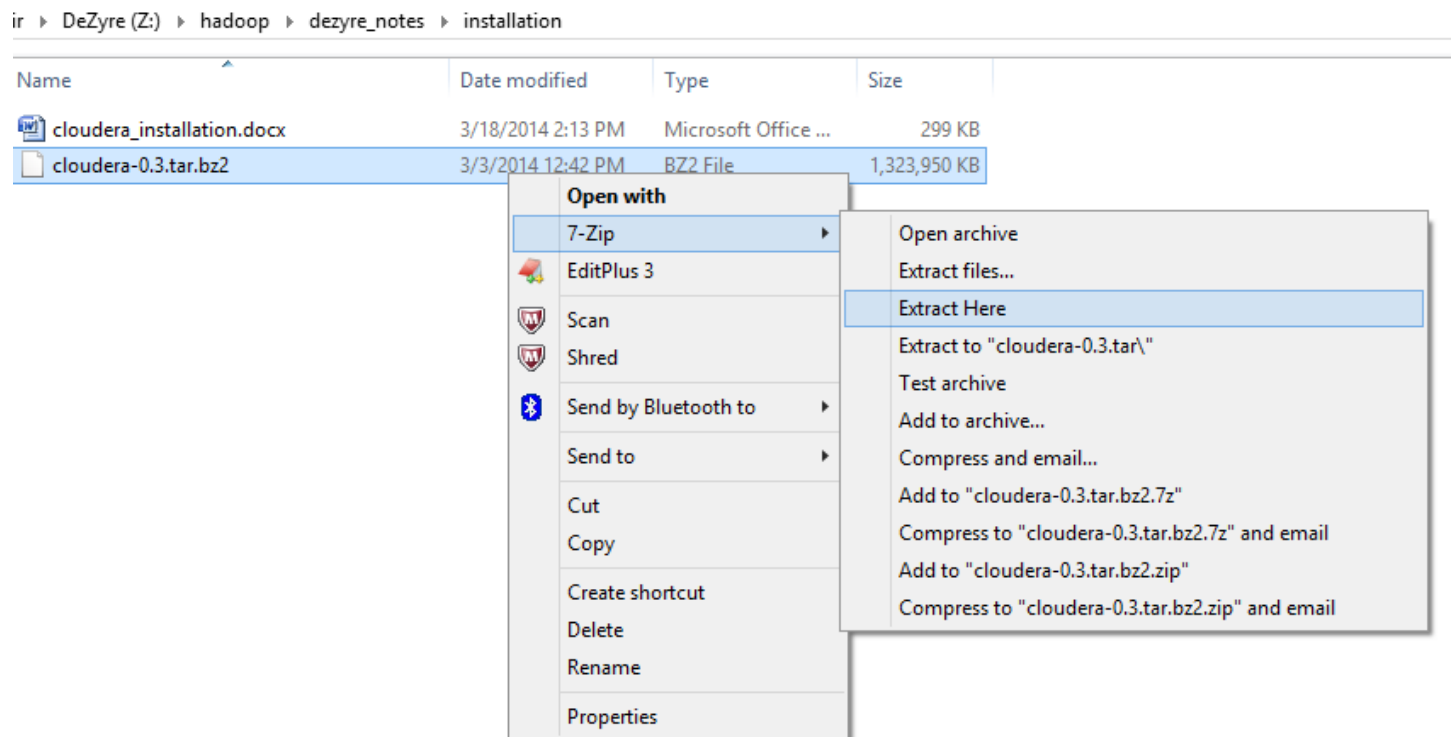 ir ▸ DeZyre (Z:) ▸ hadoop ▸ dezyre_notes ▸ installation
Name Date modified Type Size
cloudera_installation.docx 3/18/2014 2:13 PM Microsoft Office ... 299 KB
cloudera-0.3.tar.bz2 3/3/2014 12:42 PM BZ2 File 1,323,950 KB
Open with
7-Zip
EditPlus 3
Scan
Shred
Send by Bluetooth to
Send to
Cut
Copy
Create shortcut
Delete
Rename
Properties
Open archive
Extract files...
Extract Here
Extract to "cloudera-0.3.tar\"
Test archive
Add to archive...
Compress and email...
Add to "cloudera-0.3.tar.bz2.7z"
Compress to "cloudera-0.3.tar.bz2.7z" and email
Add to "cloudera-0.3.tar.bz2.zip"
Compress to "cloudera-0.3.tar.bz2.zip" and email